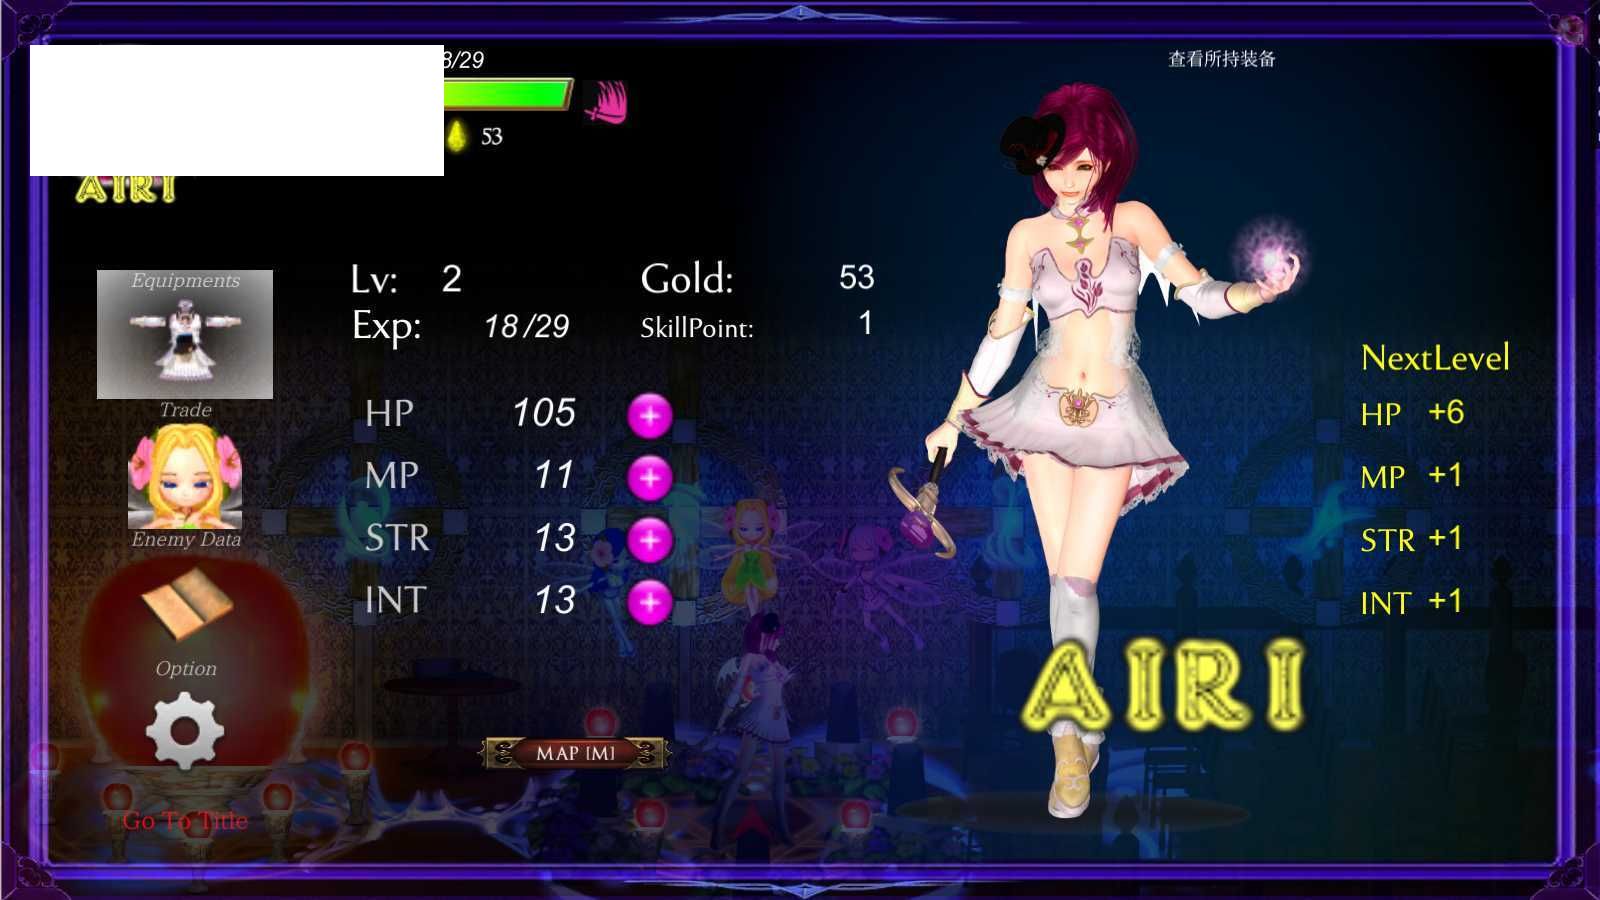 8/29
查看所持装备
53
AIRI
Equipments
Lv: 2
Gold: 53
Exp: 18/29
SkillPoint: 1
NextLevel
Trade
HP 105
HP +6
MP 11
MP +1
Enemy Data
STR 13
STR +1
INT 13
INT +1
Option
AIRI
MAP [M]
Go To Title